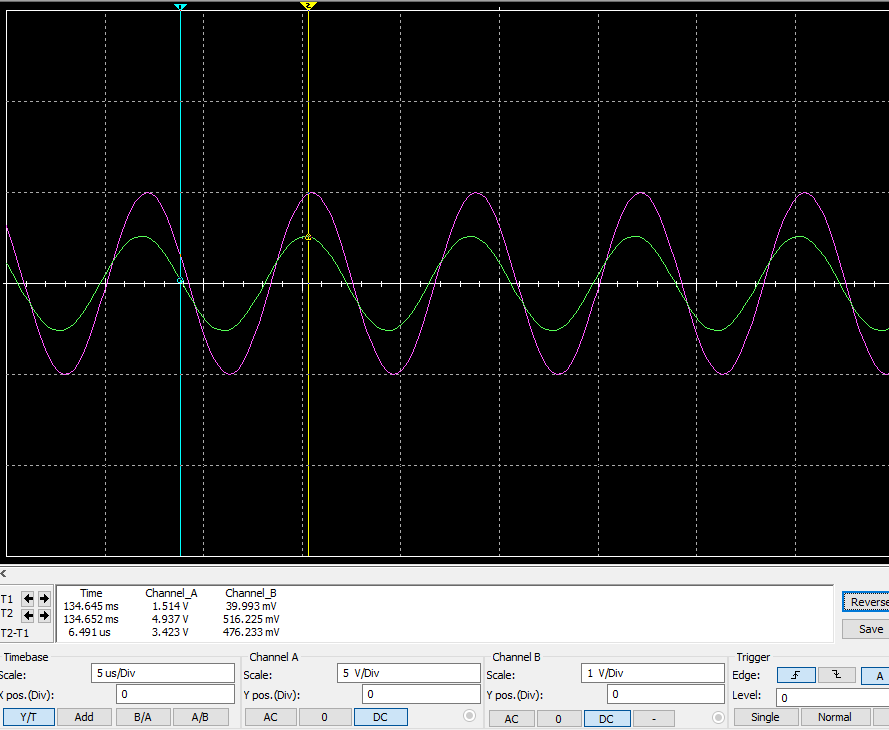 1 2
<
Time Channel_A Channel_B
T1 134.645 ms 1.514 V 39.993 mV
T2 134.652 ms 4.937 V 516.225 mV
T2-T1 6.491 us 3.423 V 476.233 mV
Reverse
Save
Timebase Channel A Channel B Trigger
Scale: 5 us/Div Scale: 5 V/Div Scale: 1 V/Div Edge: A
X pos.(Div): 0 Y pos.(Div): 0 Y pos.(Div): 0 Level: 0
Y/T Add B/A A/B AC 0 DC AC 0 DC - Single Normal